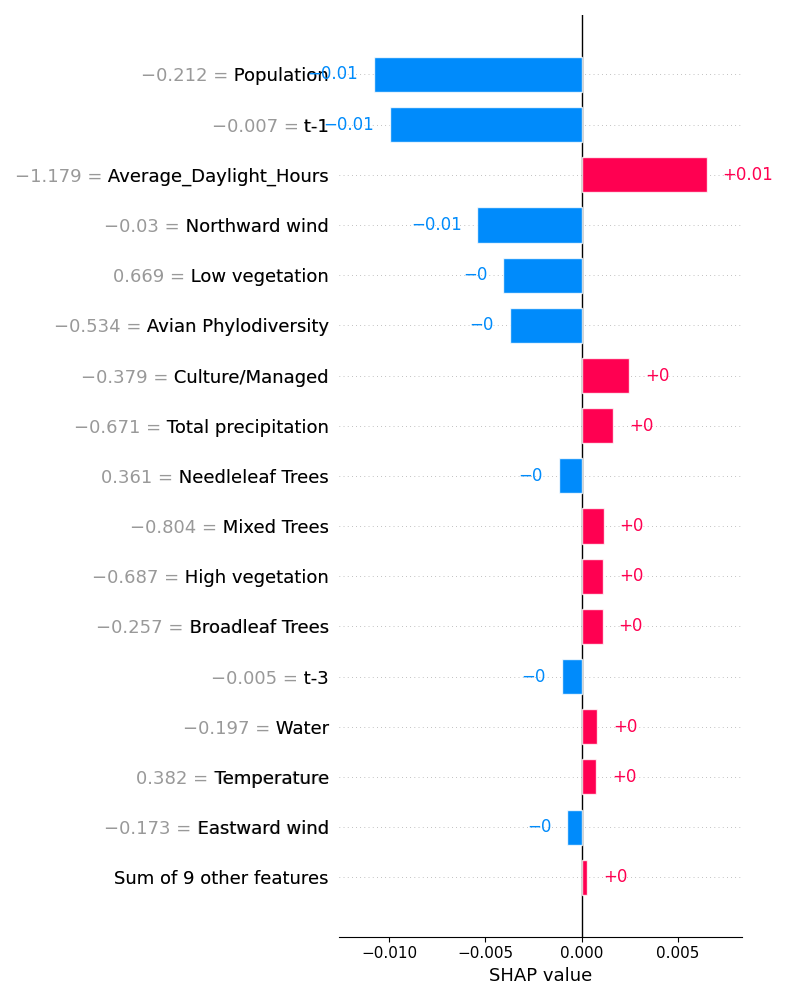 −0.212 = Population −0.01
−0.007 = t-1 −0.01
−1.179 = Average_Daylight_Hours +0.01
−0.03 = Northward wind −0.01
0.669 = Low vegetation −0
−0.534 = Avian Phylodiversity −0
−0.379 = Culture/Managed +0
−0.671 = Total precipitation +0
0.361 = Needleleaf Trees −0
−0.804 = Mixed Trees +0
−0.687 = High vegetation +0
−0.257 = Broadleaf Trees +0
−0.005 = t-3 −0
−0.197 = Water +0
0.382 = Temperature +0
−0.173 = Eastward wind −0
Sum of 9 other features +0
−0.010 −0.005 0.000 0.005
SHAP value